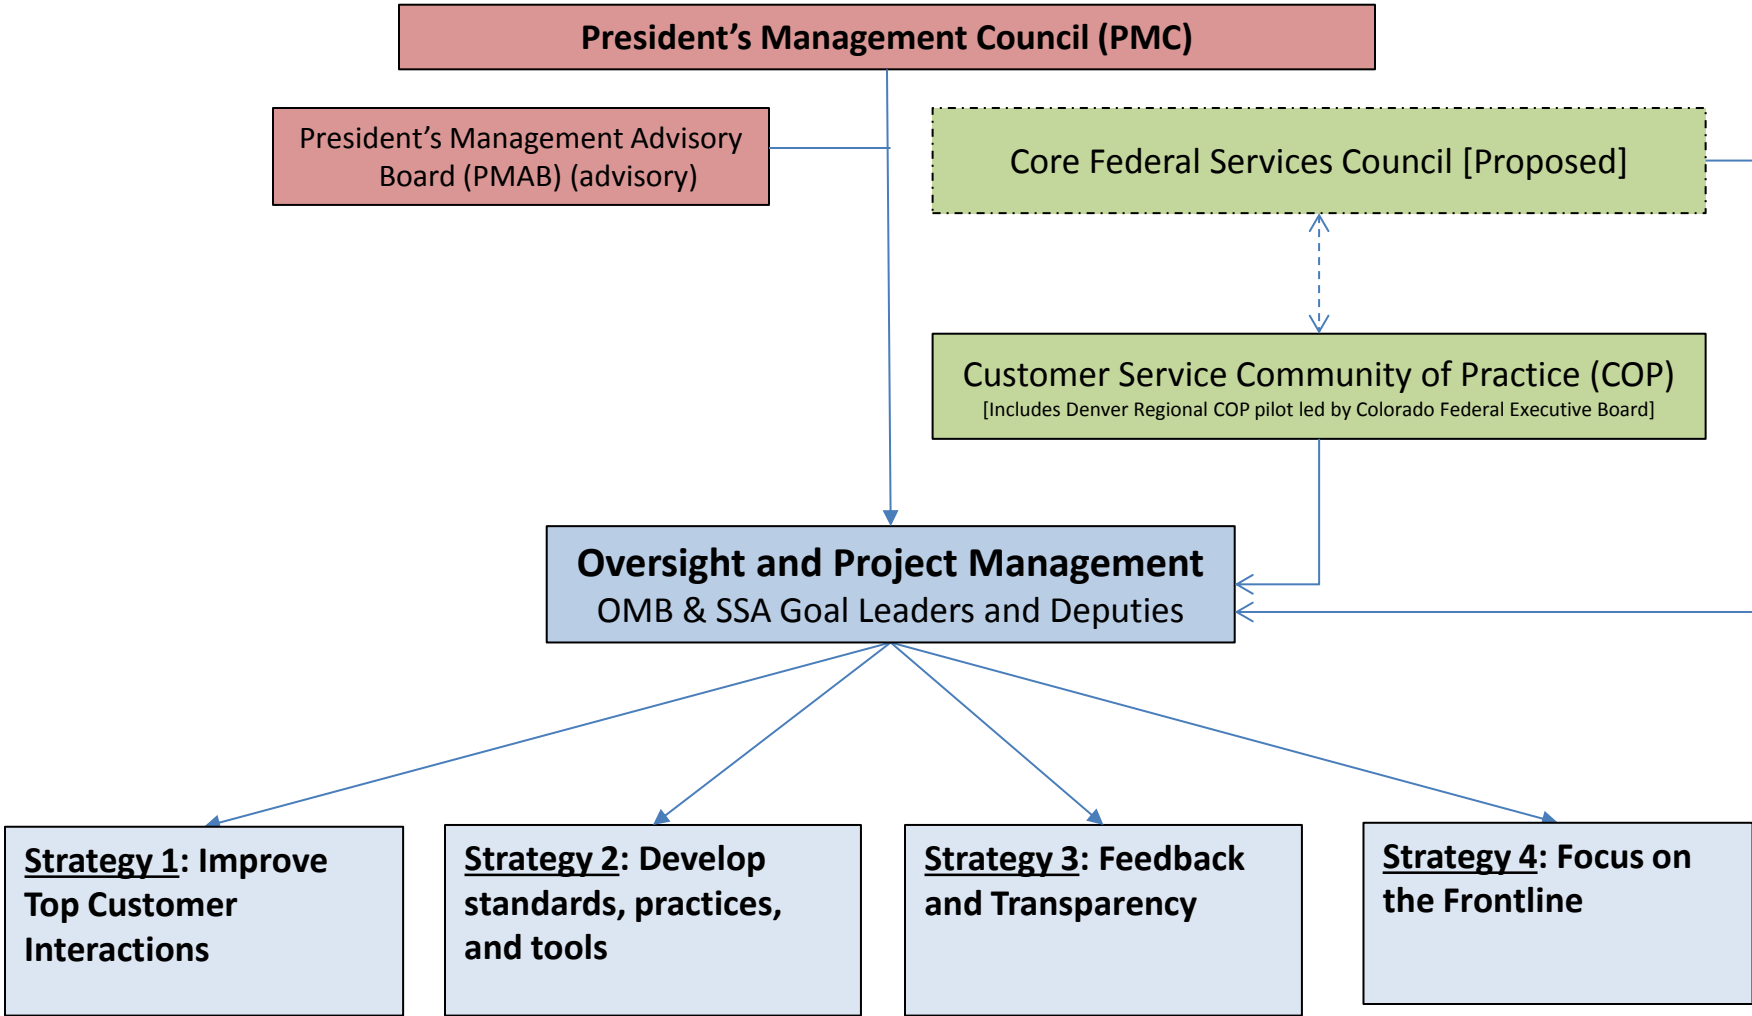 President’s Management Council (PMC)
President’s Management Advisory
Board (PMAB) (advisory)
Core Federal Services Council [Proposed]
Customer Service Community of Practice (COP)
[Includes Denver Regional COP pilot led by Colorado Federal Executive Board]
Oversight and Project Management
OMB & SSA Goal Leaders and Deputies
Strategy 1: Improve
Top Customer
Interactions
Strategy 2: Develop
standards, practices,
and tools
Strategy 3: Feedback
and Transparency
Strategy 4: Focus on
the Frontline